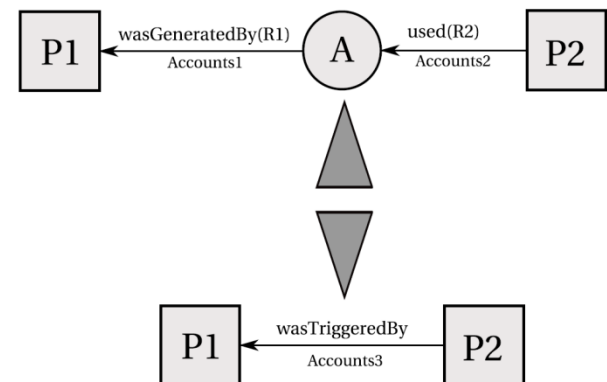 P1
wasGeneratedBy(R1)
Accounts1
A
used(R2)
Accounts2
P2
P1
wasTriggeredBy
Accounts3
P2